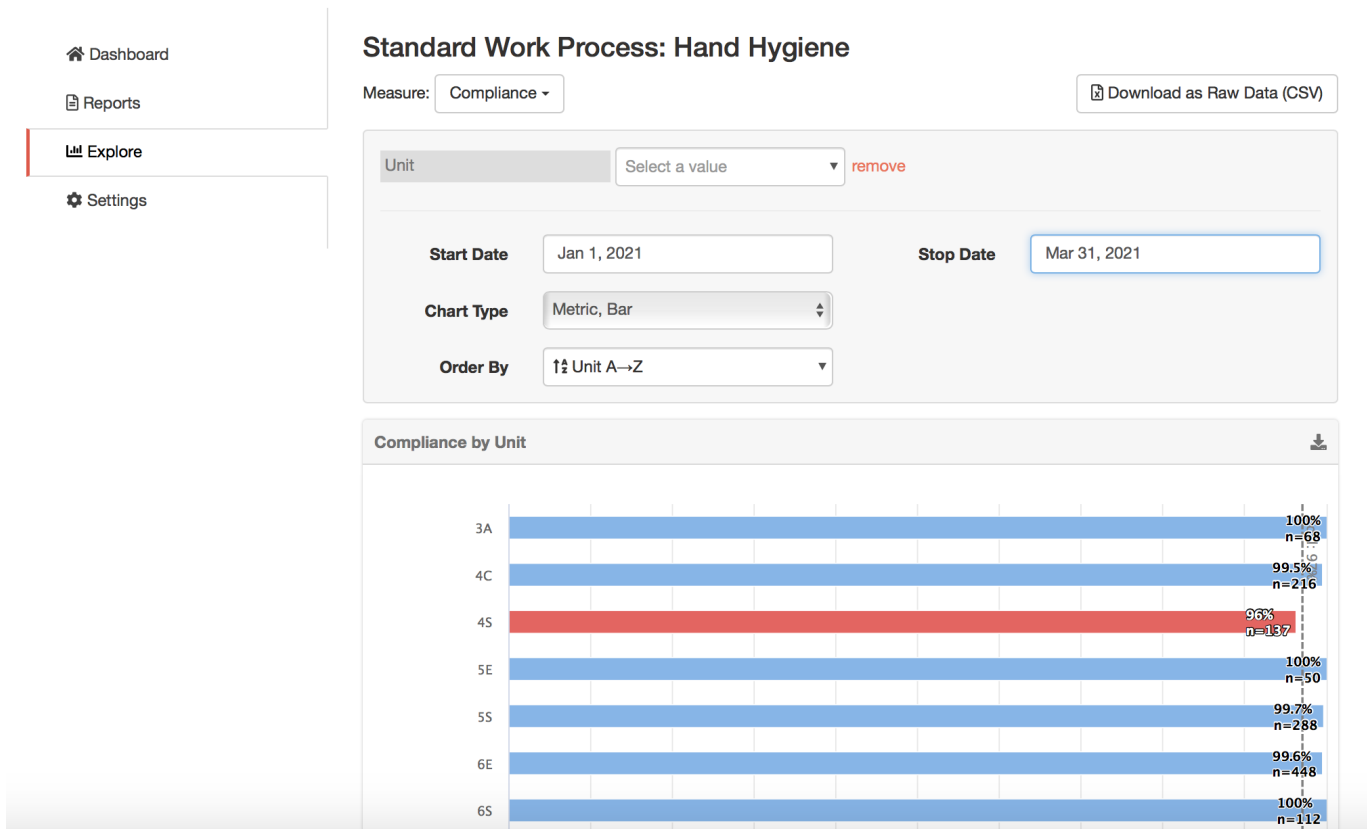 Dashboard
Reports
Explore
Settings
Standard Work Process: Hand Hygiene
Measure: Compliance
Download as Raw Data (CSV)
Unit Select a value remove
Start Date Jan 1, 2021 Stop Date Mar 31, 2021
Chart Type Metric, Bar
Order By Unit A→Z
Compliance by Unit
3A 100%
n=68
4C 99.5%
n=216
4S 96%
n=137
5E 100%
n=50
5S 99.7%
n=288
6E 99.6%
n=448
6S 100%
n=112